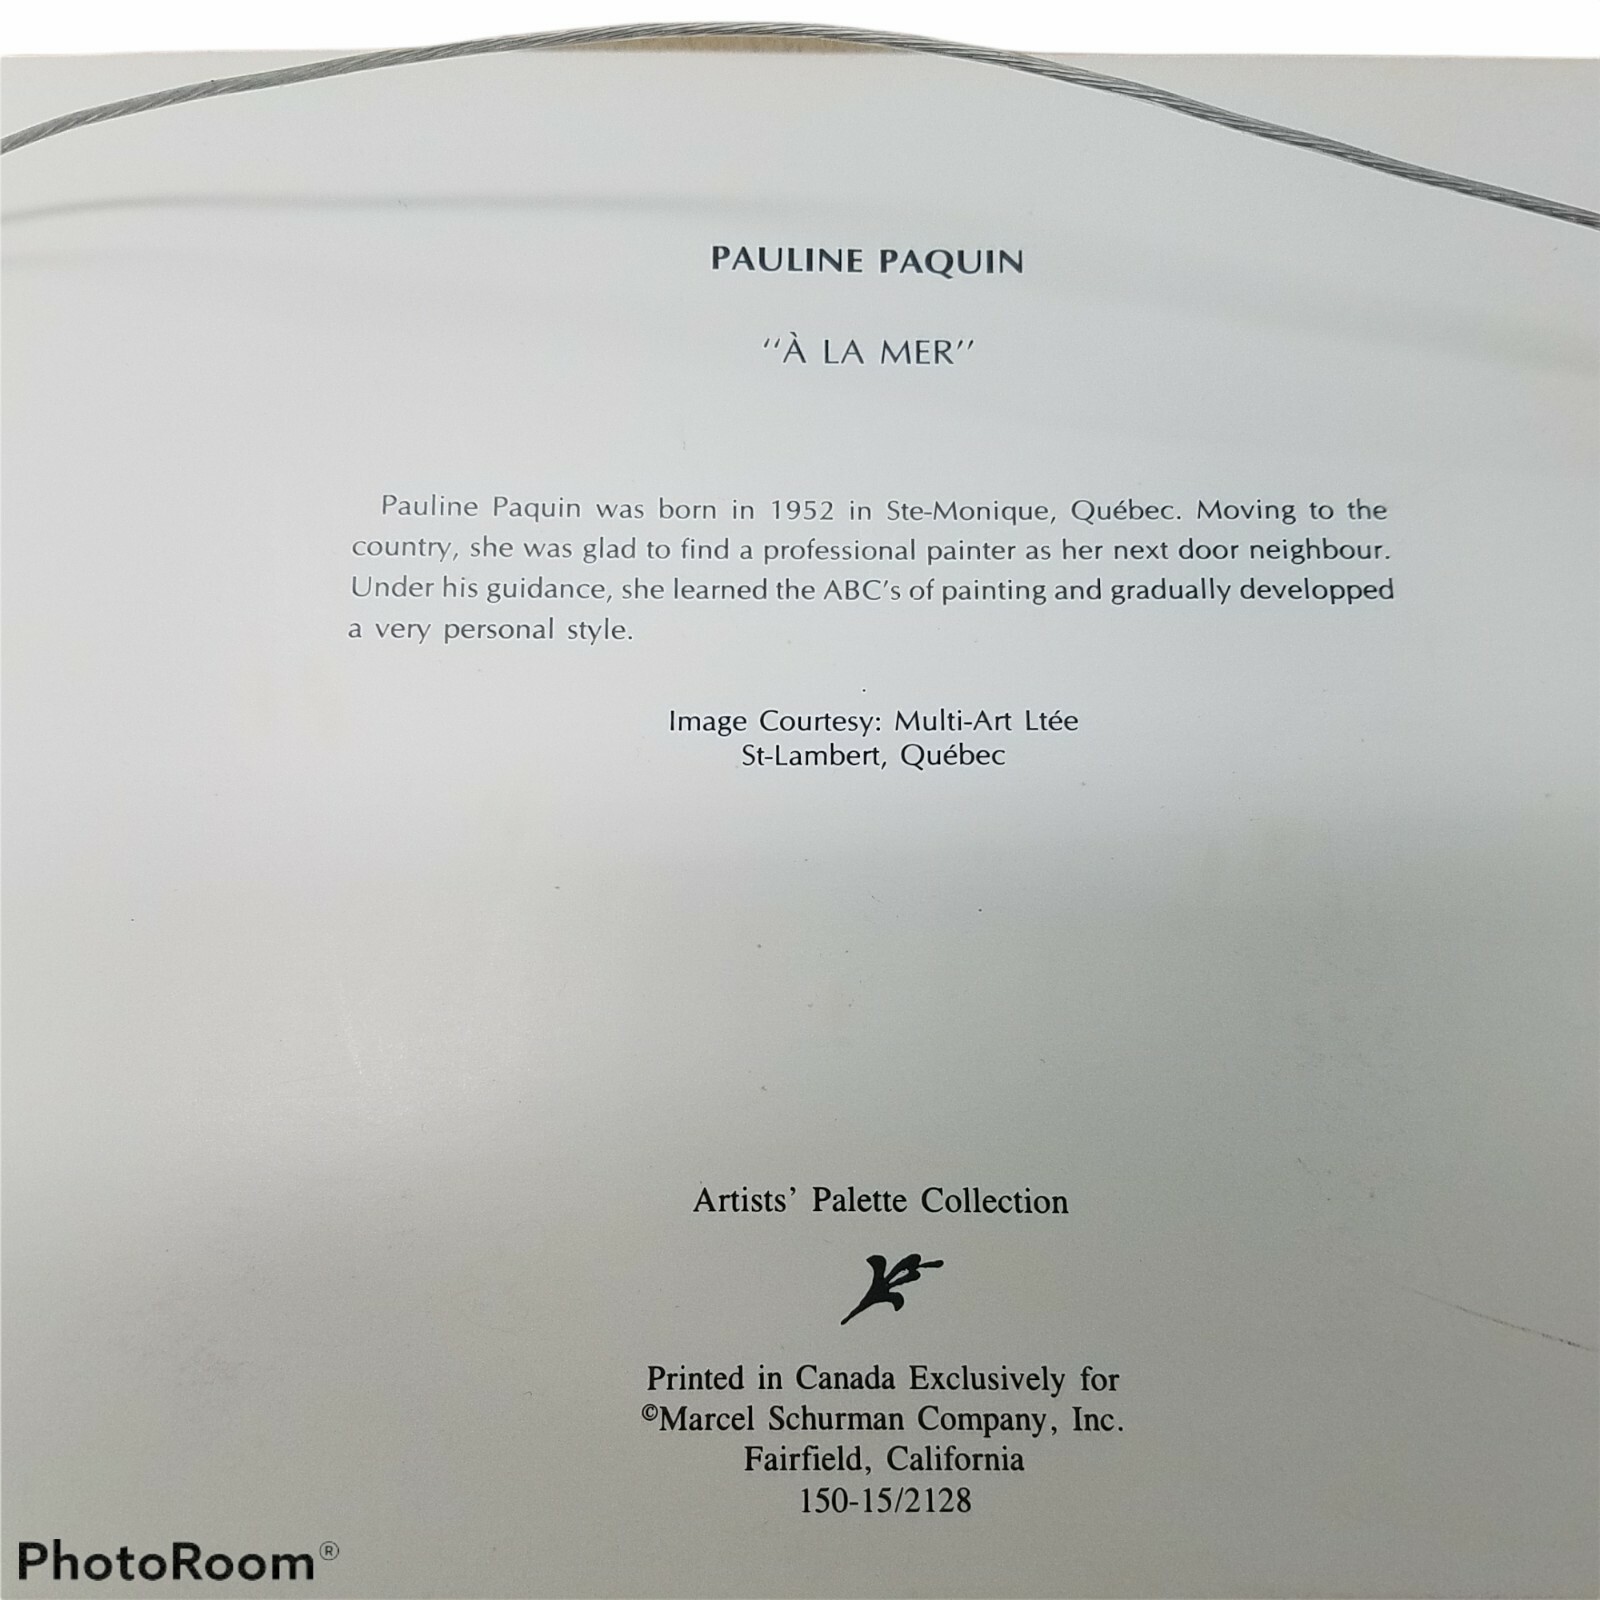 PAULINE PAQUIN
"À LA MER"
Pauline Paquin was born in 1952 in Ste-Monique, Québec. Moving to the
country, she was glad to find a professional painter as her next door neighbour.
Under his guidance, she learned the ABC's of painting and gradually developped
a very personal style.
Image Courtesy: Multi-Art Ltée
St-Lambert, Québec
Artists' Palette Collection
Printed in Canada Exclusively for
©Marcel Schurman Company, Inc.
Fairfield, California
150-15/2128
PhotoRoom®